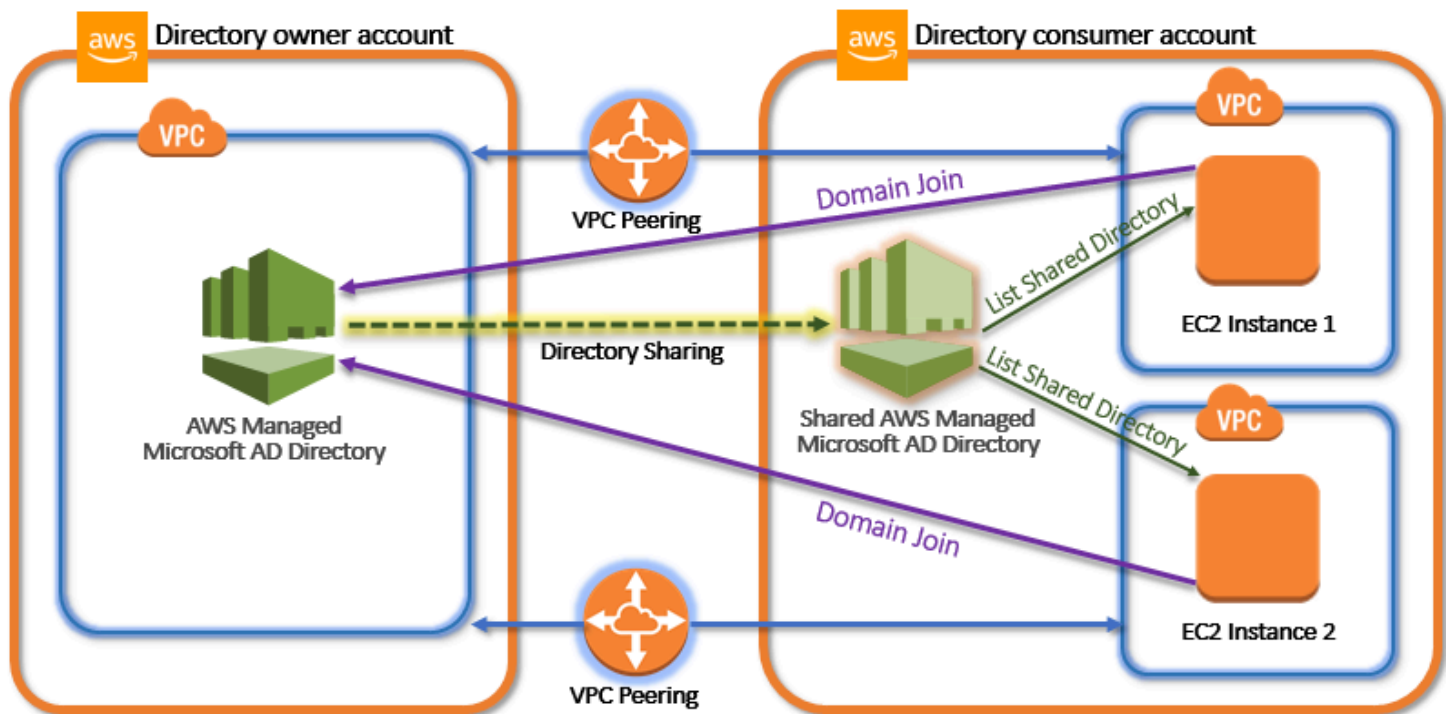 aws
Directory owner account
aws
Directory consumer account
VPC
VPC
VPC Peering
Domain Join
List Shared Directory
EC2 Instance 1
Directory Sharing
List Shared Directory
AWS Managed
Microsoft AD Directory
Shared AWS Managed
Microsoft AD Directory
VPC
Domain Join
EC2 Instance 2
VPC Peering